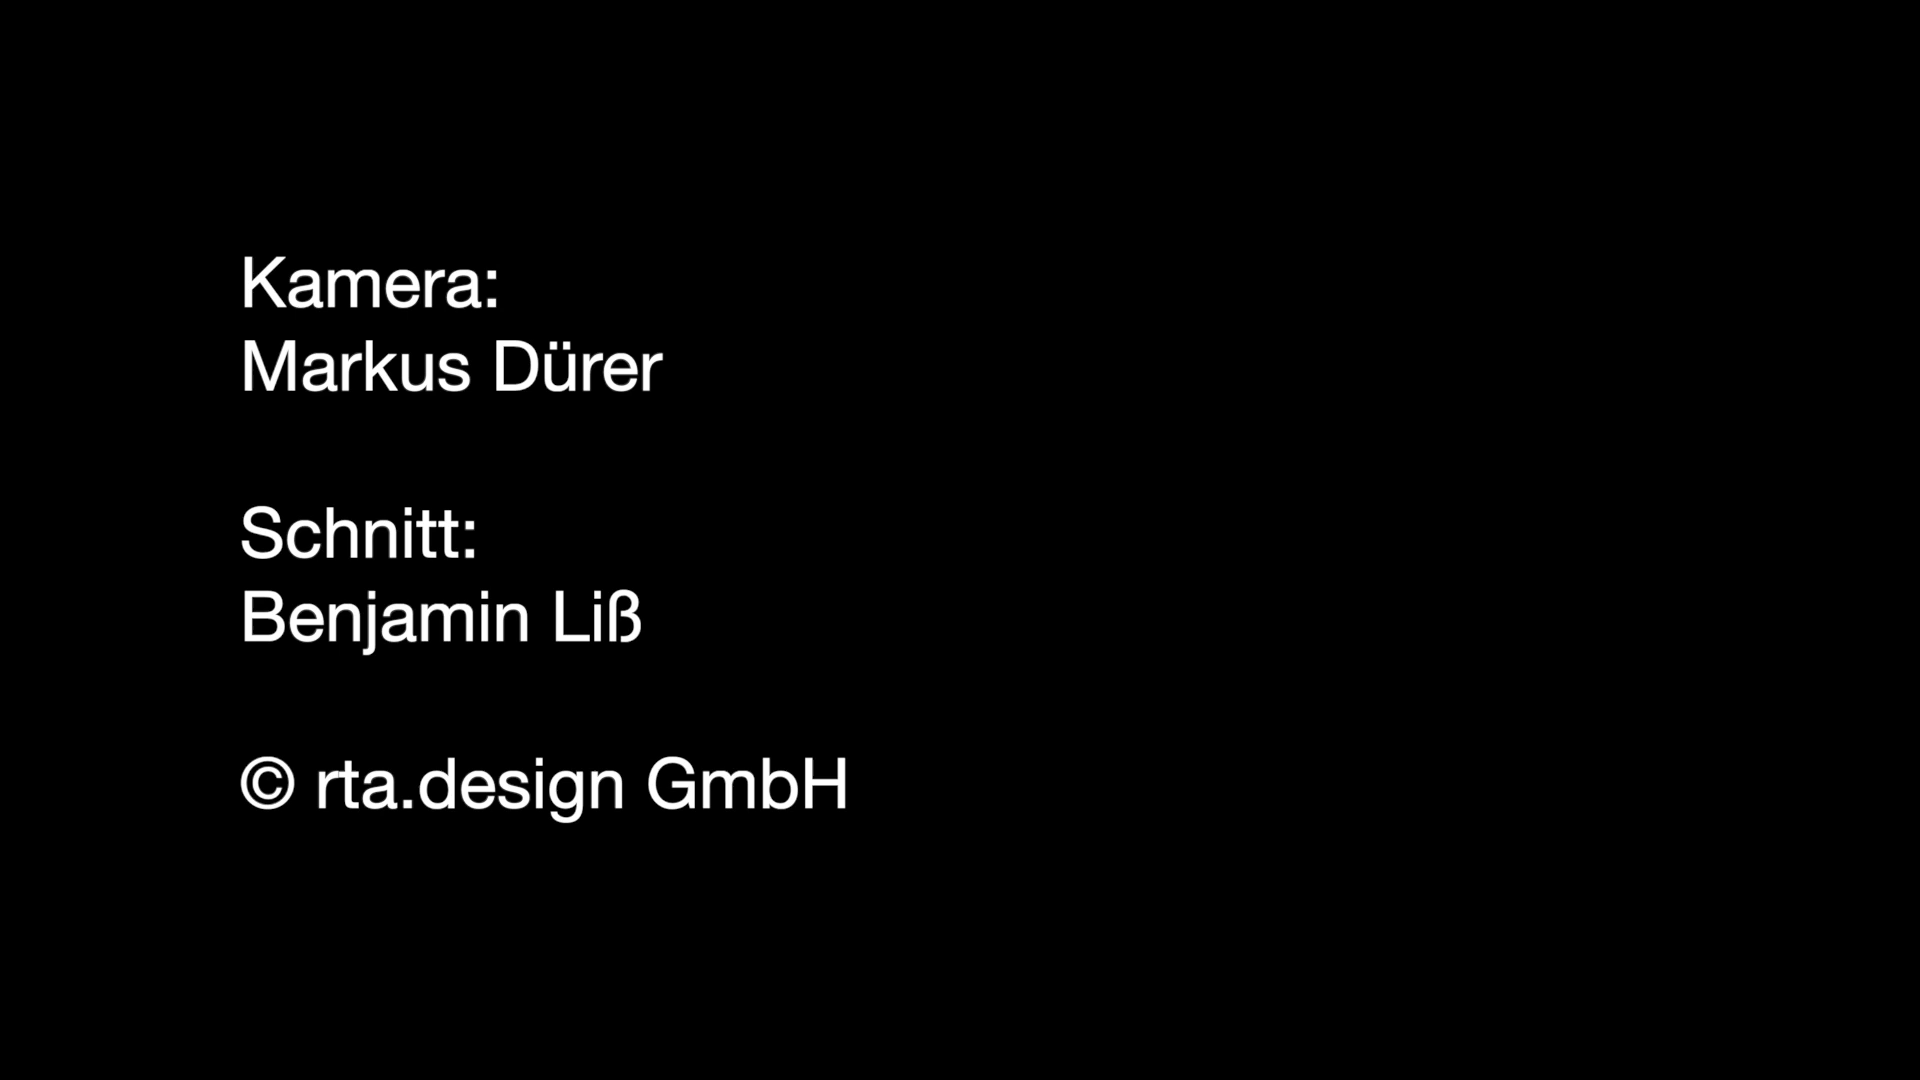 Kamera:
Markus Dürer
Schnitt:
Benjamin Liß
© rta.design GmbH